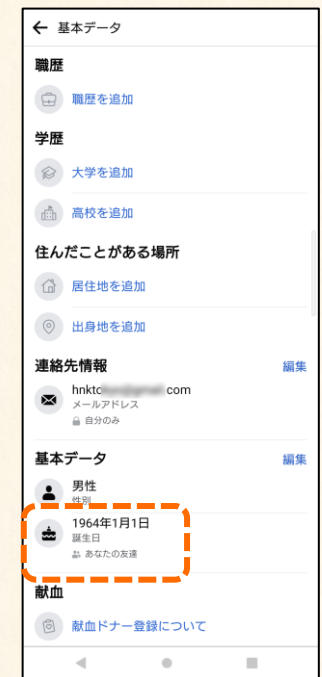 基本データ
職歴
職歴を追加
学歴
大学を追加
高校を追加
住んだことがある場所
居住地を追加
出身地を追加
連絡先情報 編集
hnktc com
メールアドレス
自分のみ
基本データ 編集
男性
性別
1964年1月1日
誕生日
あなたの友達
献血
献血ドナー登録について